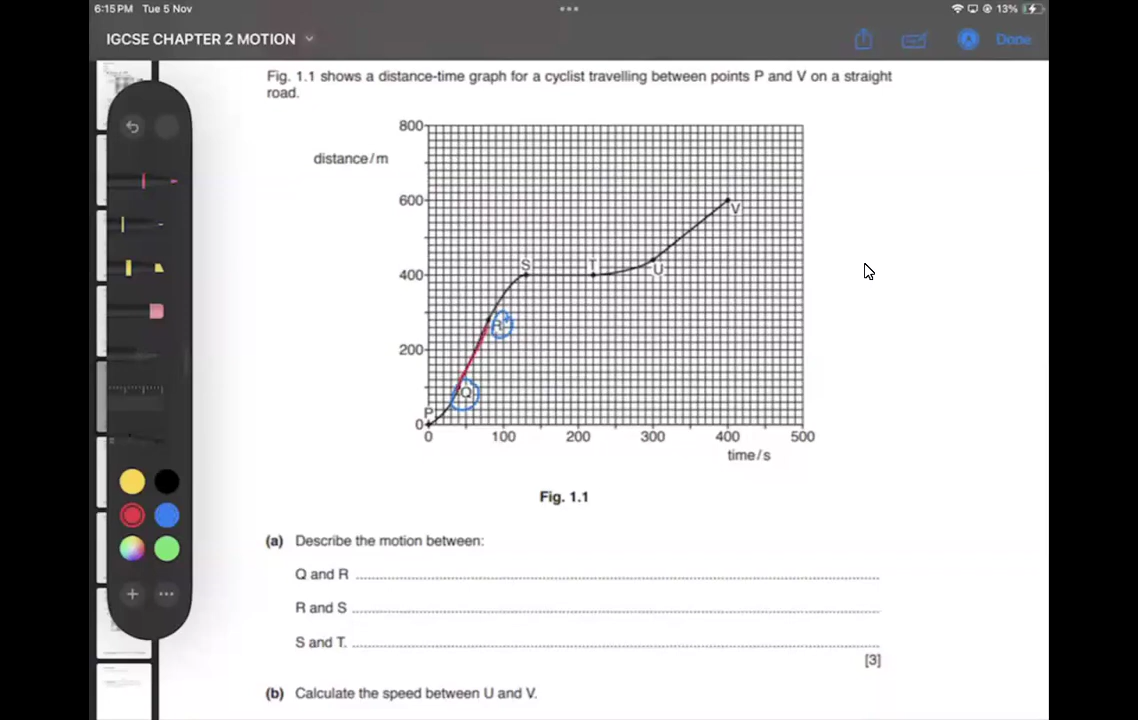 6:15 PM Tue 5 Nov
13%
IGCSE CHAPTER 2 MOTION
Done
Fig. 1.1 shows a distance-time graph for a cyclist travelling between points P and V on a straight
road.
800
distance/m
600
V
S
T
400
U
R
200
Q
P
0
0 100 200 300 400 500
time/s
Fig. 1.1
(a) Describe the motion between:
Q and R
R and S
S and T.
[3]
(b) Calculate the speed between U and V.